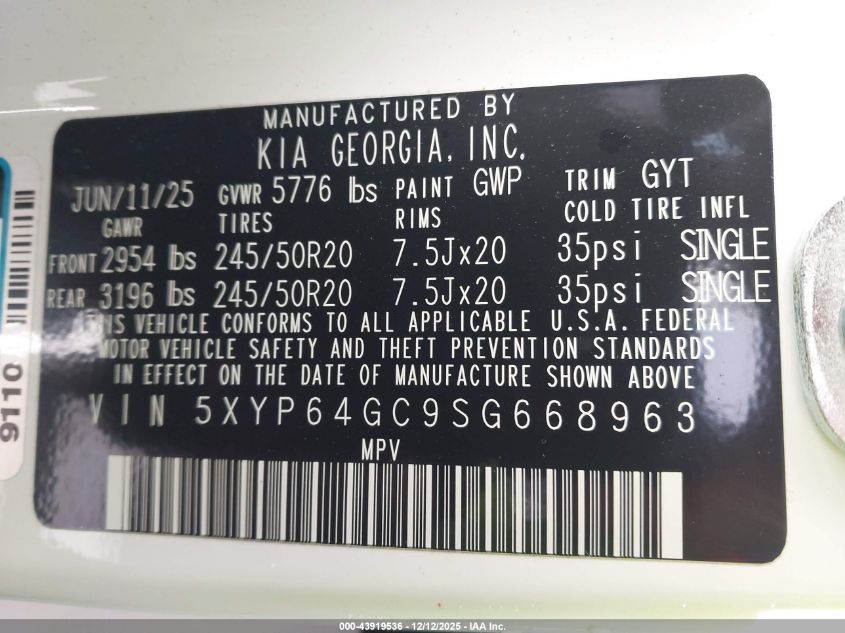 MANUFACTURED BY
KIA GEORGIA, INC.
JUN/11/25 GVWR 5776 lbs PAINT GWP TRIM GYT
GAWR TIRES RIMS COLD TIRE INFL
FRONT 2954 lbs 245/50R20 7.5Jx20 35psi SINGLE
REAR 3196 lbs 245/50R20 7.5Jx20 35psi SINGLE
THIS VEHICLE CONFORMS TO ALL APPLICABLE U.S.A. FEDERAL
MOTOR VEHICLE SAFETY AND THEFT PREVENTION STANDARDS
IN EFFECT ON THE DATE OF MANUFACTURE SHOWN ABOVE
VIN 5XYP64GC9SG668963
MPV
9110
000-43919536 - 12/12/2025 - IAA Inc.